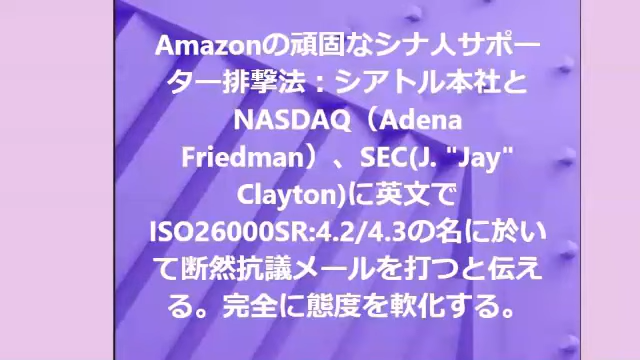 Amazonの頑固なシナ人サポー
ター排撃法：シアトル本社と
NASDAQ（Adena
Friedman）、SEC(J. "Jay"
Clayton)に英文で
ISO26000SR:4.2/4.3の名に於い
て断然抗議メールを打つと伝え
る。完全に態度を軟化する。